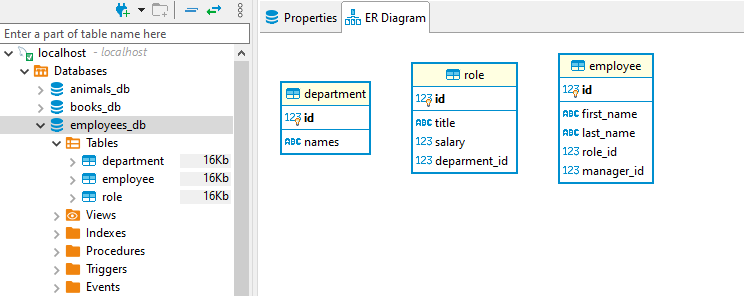 Enter a part of table name here
localhost - localhost
Databases
animals_db
books_db
employees_db
Tables
department 16Kb
employee 16Kb
role 16Kb
Views
Indexes
Procedures
Triggers
Events
Properties ER Diagram
department
123 id
ABC names
role
123 id
ABC title
123 salary
123 deparment_id
employee
123 id
ABC first_name
ABC last_name
123 role_id
123 manager_id